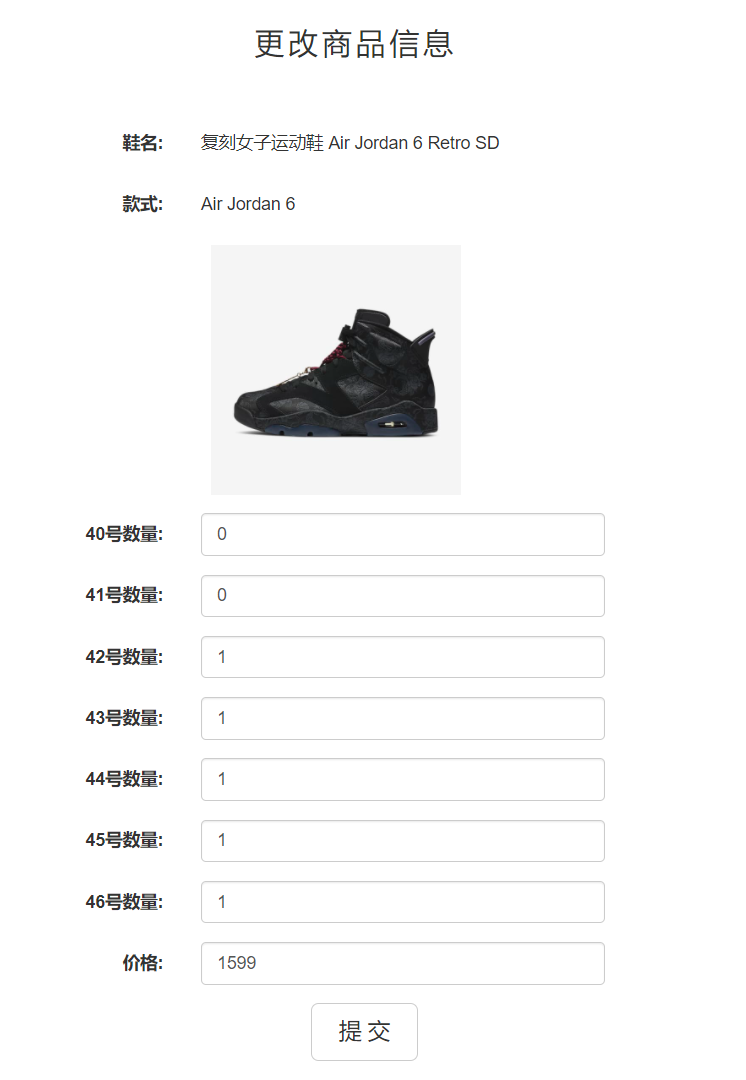 更改商品信息
鞋名: 复刻女子运动鞋 Air Jordan 6 Retro SD
款式: Air Jordan 6
40号数量: 0
41号数量: 0
42号数量: 1
43号数量: 1
44号数量: 1
45号数量: 1
46号数量: 1
价格: 1599
提 交